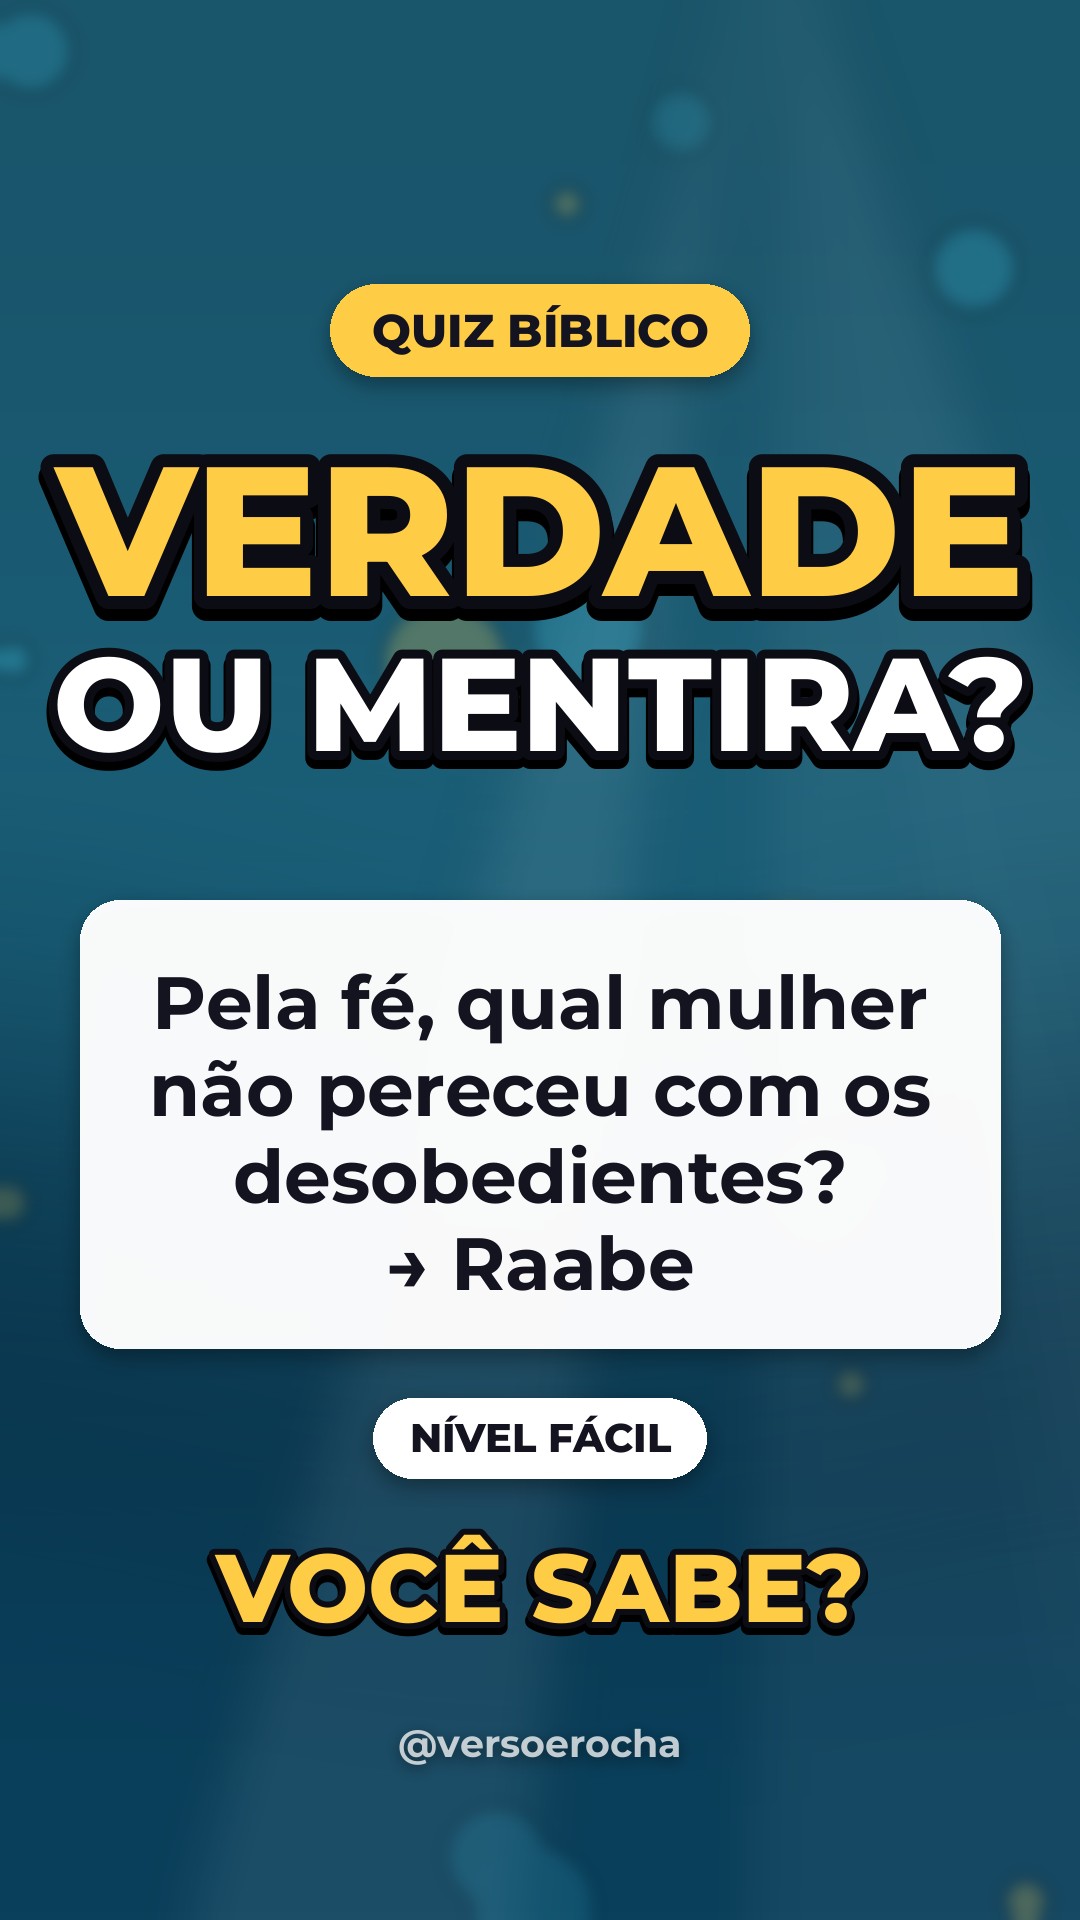 QUIZ BÍBLICO
VERDADE
OU MENTIRA?
Pela fé, qual mulher
não pereceu com os
desobedientes?
→ Raabe
NÍVEL FÁCIL
VOCÊ SABE?
@versoerocha